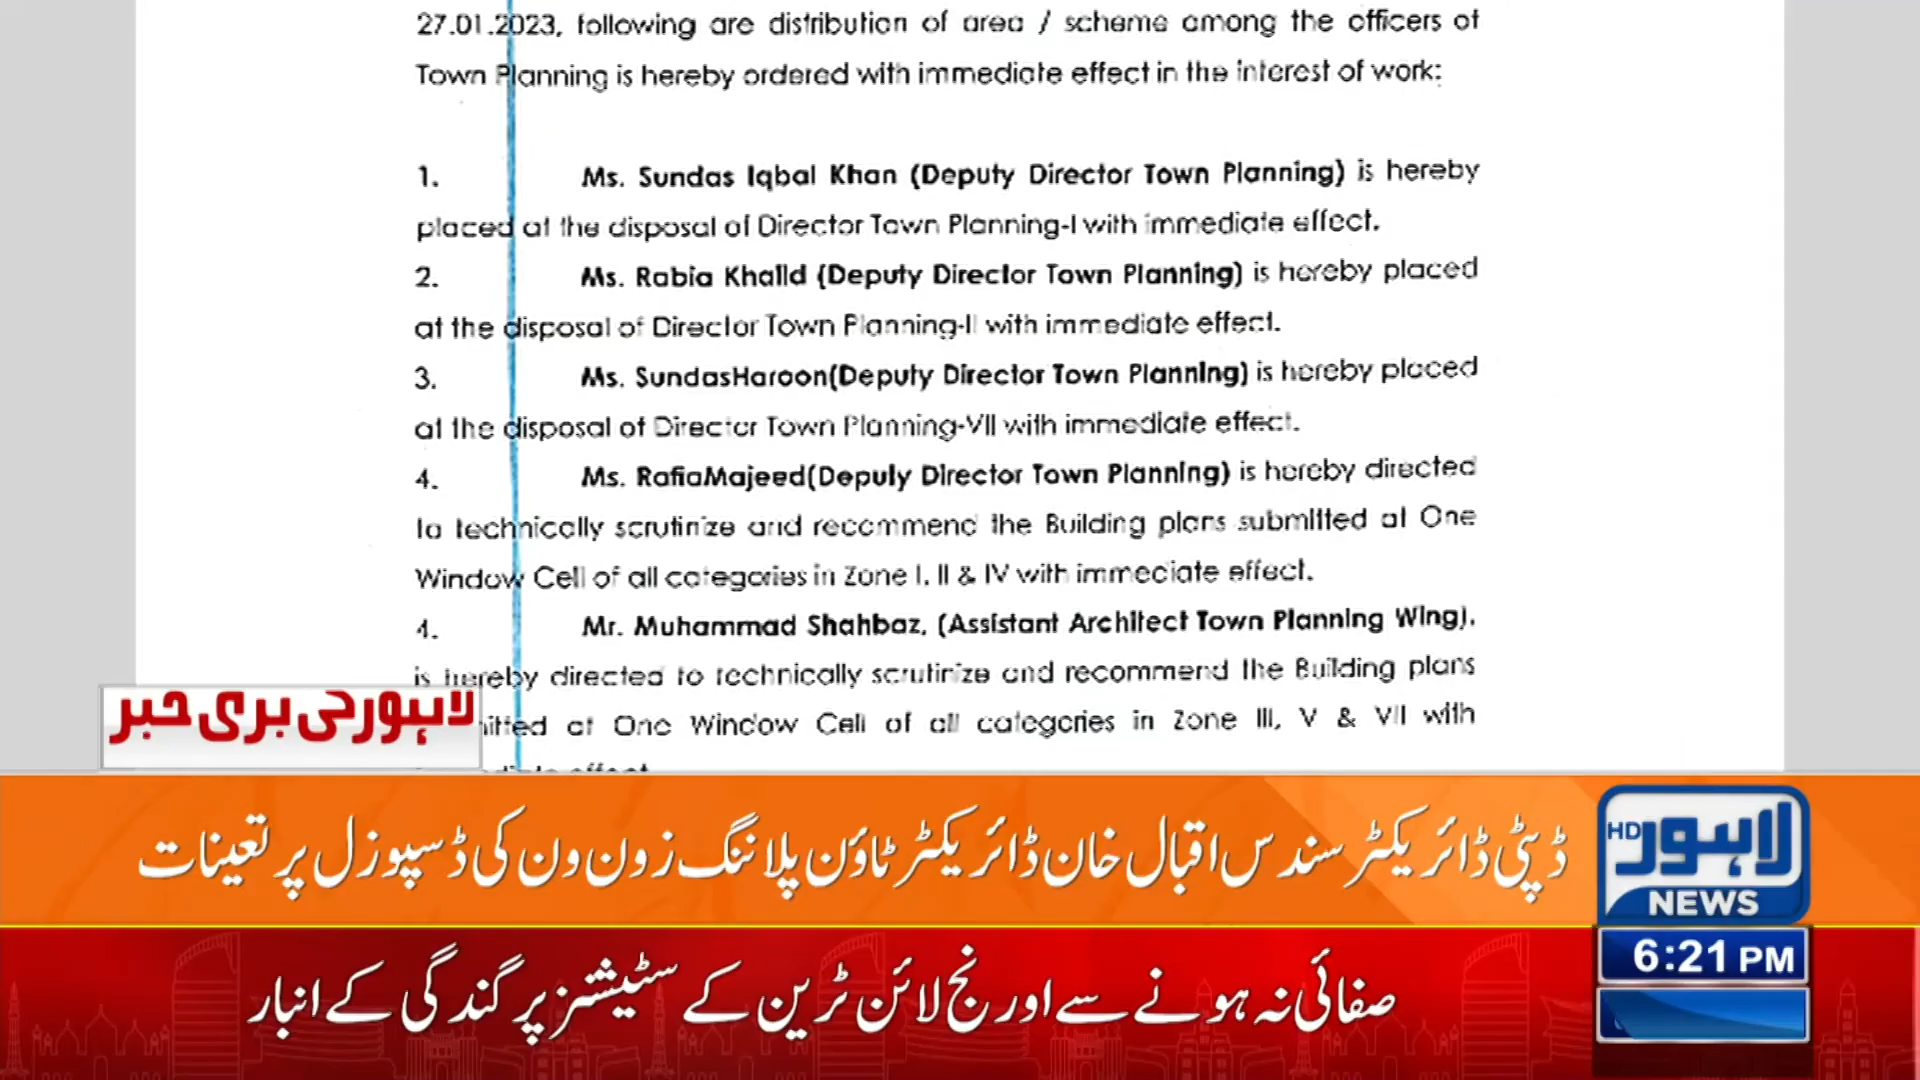 27.01.2023, following are distribution of area / scheme among the officers of
Town Planning is hereby ordered with immediate effect in the interest of work:
1. Ms. Sundas Iqbal Khan (Deputy Director Town Planning) is hereby
placed at the disposal of Director Town Planning-I with immediate effect.
2. Ms. Rabia Khalid (Deputy Director Town Planning) is hereby placed
at the disposal of Director Town Planning-II with immediate effect.
3. Ms. SundasHaroon(Deputy Director Town Planning) is hereby placed
at the disposal of Director Town Planning-VII with immediate effect.
4. Ms. RafiaMajeed(Deputy Director Town Planning) is hereby directed
to technically scrutinize and recommend the Building plans submitted at One
Window Cell of all categories in Zone I, II & IV with immediate effect.
4. Mr. Muhammad Shahbaz, (Assistant Architect Town Planning Wing),
is hereby directed to technically scrutinize and recommend the Building plans
at One Window Cell of all categories in Zone III, V & VII with
لاہور کی بڑی خبر
ڈپٹی ڈائریکٹر سندس اقبال خان ڈائریکٹر ٹاؤن پلاننگ زون ون کی ڈسپوزل پر تعینات
لاہور HD
NEWS
6:21 PM
صفائی نہ ہونے سے اورنج لائن ٹرین کے سٹیشنز پر گندگی کے انبار